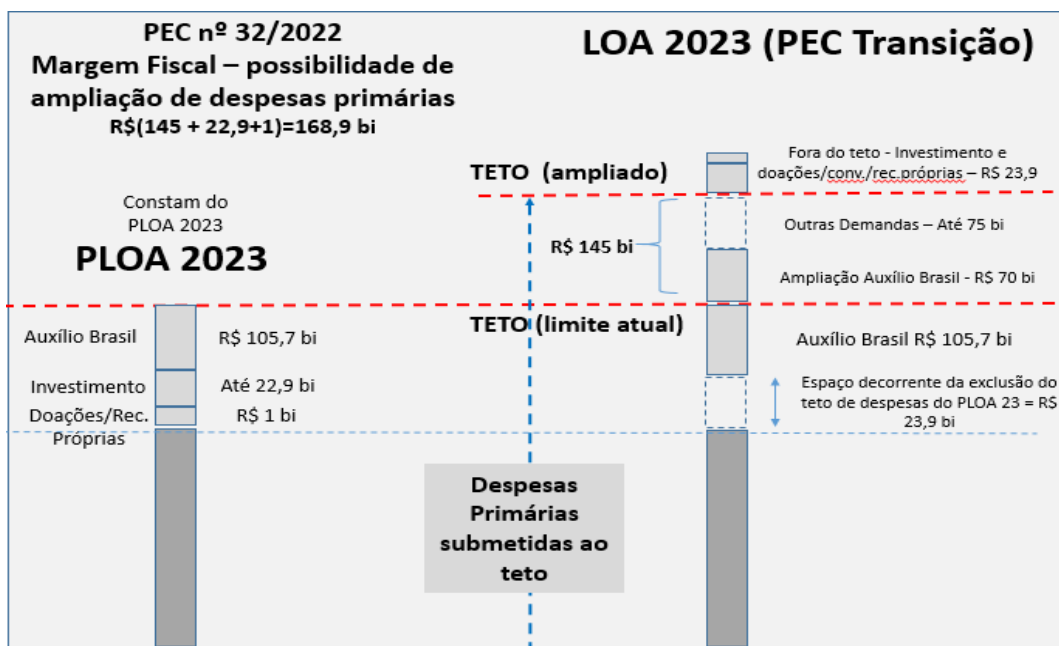 PEC nº 32/2022
Margem Fiscal – possibilidade de
ampliação de despesas primárias
R$(145 + 22,9+1)=168,9 bi
Constam do
PLOA 2023
PLOA 2023
Auxílio Brasil
R$ 105,7 bi
Investimento
Até 22,9 bi
Doações/Rec.
Próprias
R$ 1 bi
LOA 2023 (PEC Transição)
TETO (ampliado)
Fora do teto - Investimento e
doações/conv./rec.próprias – R$ 23,9
R$ 145 bi
Outras Demandas – Até 75 bi
Ampliação Auxílio Brasil - R$ 70 bi
TETO (limite atual)
Auxílio Brasil R$ 105,7 bi
Espaço decorrente da exclusão do
teto de despesas do PLOA 23 = R$
23,9 bi
Despesas
Primárias
submetidas ao
teto